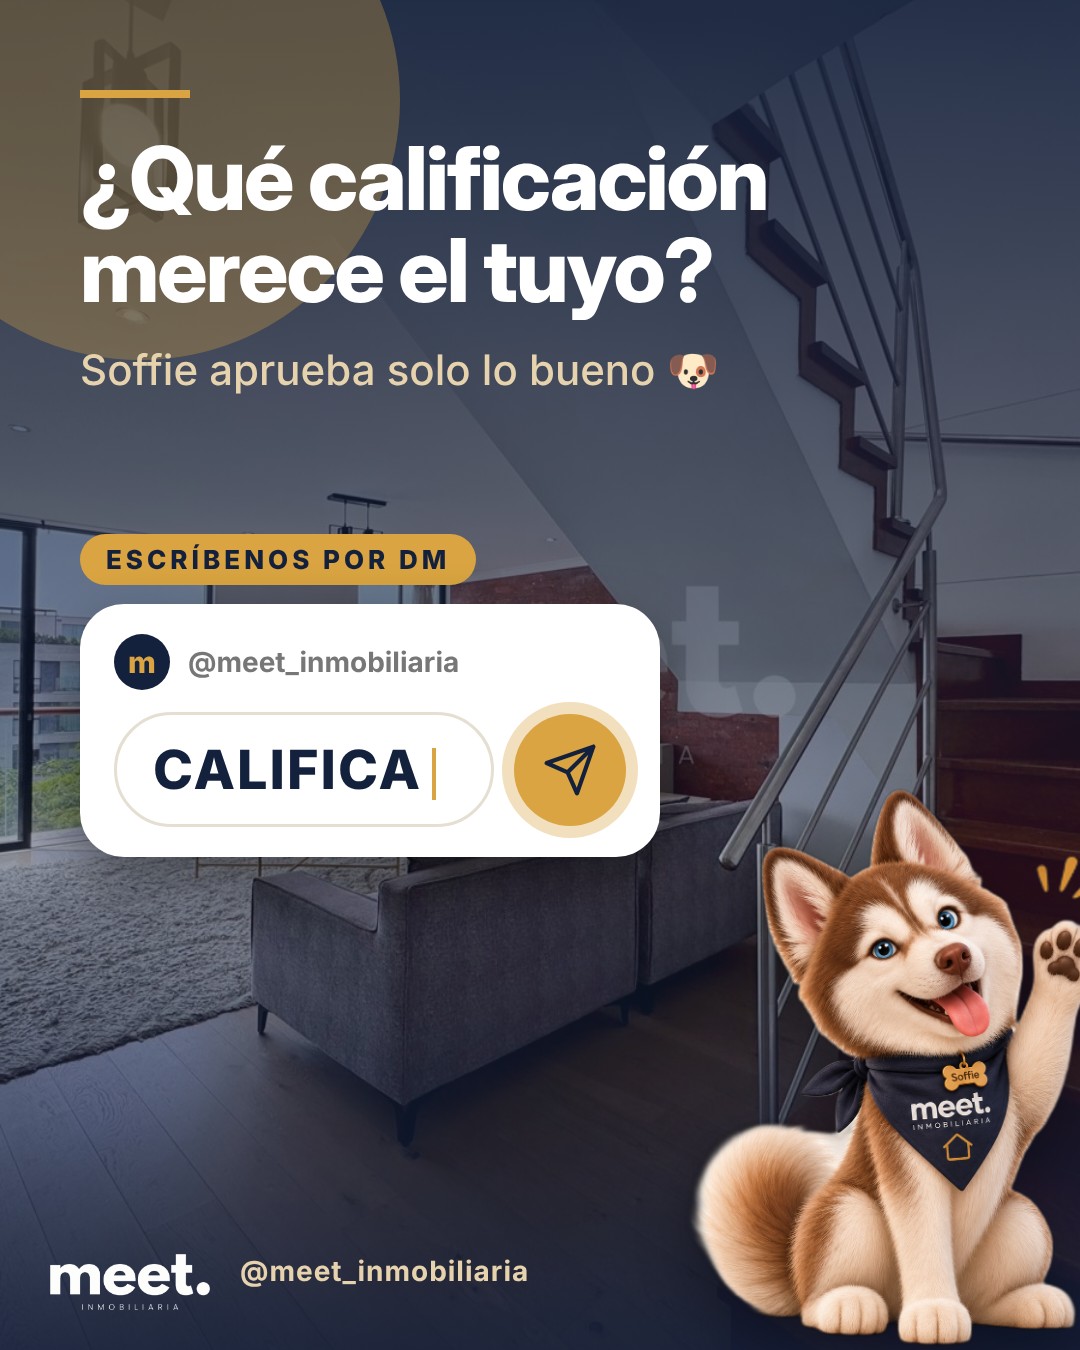 ¿Qué calificación
merece el tuyo?
Soffie aprueba solo lo bueno 🐶
ESCRÍBENOS POR DM
m
@meet_inmobiliaria
CALIFICA
t.
A
Soffie
meet.
INMOBILIARIA
meet.
INMOBILIARIA
@meet_inmobiliaria